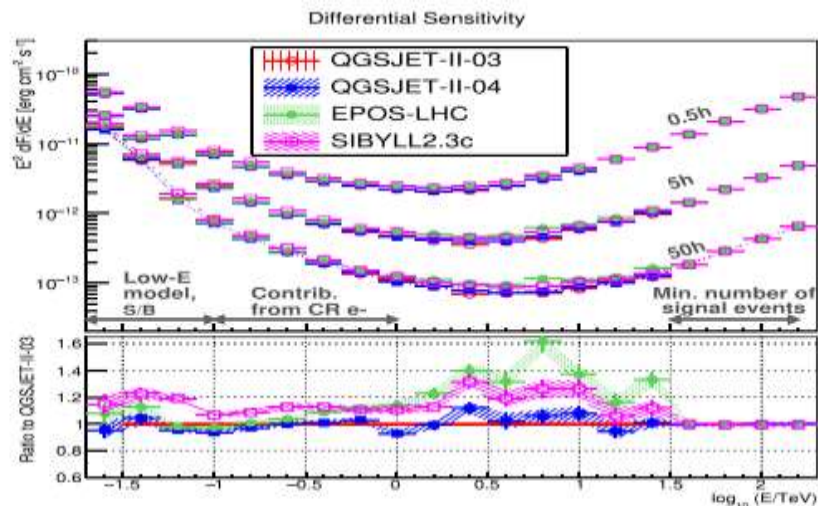 Differential Sensitivity
E² dF/dE [erg cm⁻² s⁻¹]
10⁻¹⁰
10⁻¹¹
10⁻¹²
10⁻¹³
QGSJET-II-03
QGSJET-II-04
EPOS-LHC
SIBYLL2.3c
0.5h
5h
50h
Low-E
model,
S/B
Contrib.
from CR e-
Min. number of
signal events
Ratio to QGSJET-II-03
1.6
1.4
1.2
1
0.8
0.6
−1.5
−1
−0.5
0
0.5
1
1.5
2
log₁₀ (E/TeV)